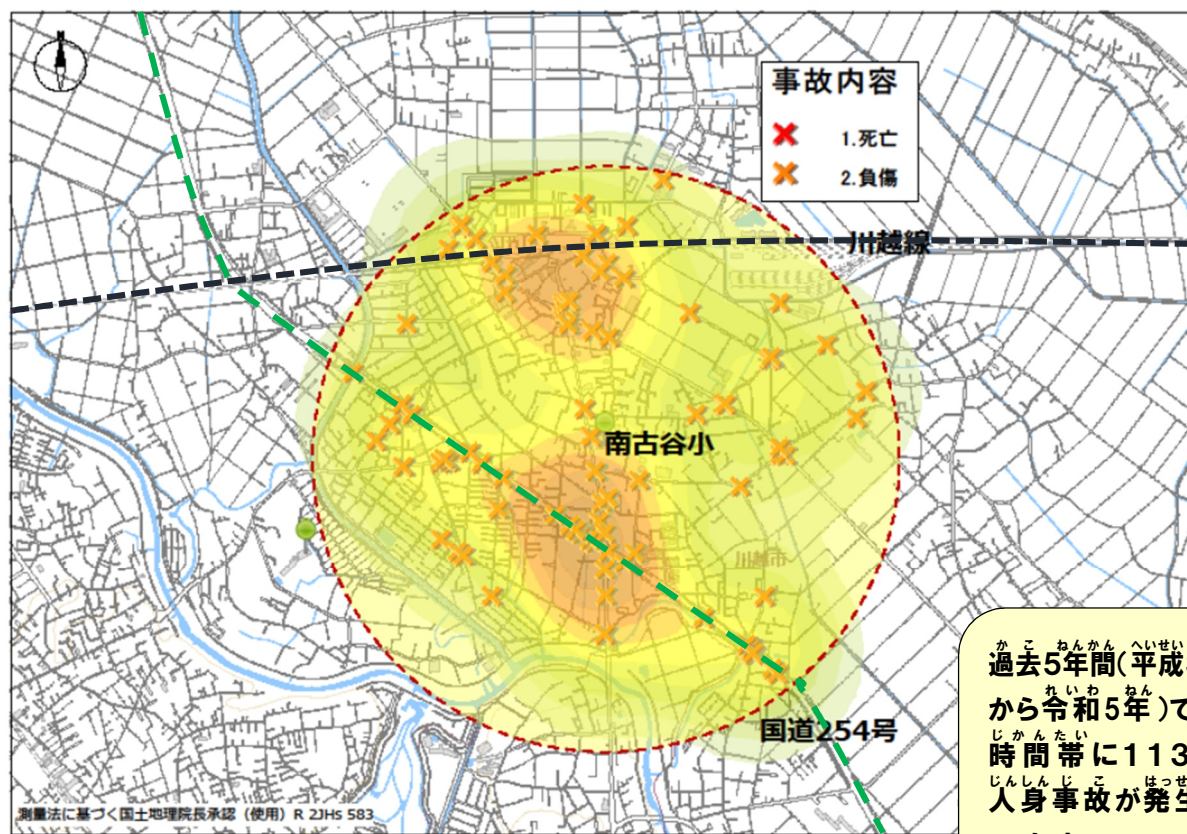 N
事故内容
1.死亡
2.負傷
川越線
南古谷小
川越市
国道254号
過去5年間(平成
から令和5年)で
時間帯に113
人身事故が発生
かこ ねんかん へいせい
れいわ ねん
じかんたい
じんしんじこ はっせ
測量法に基づく国土地理院長承認(使用)R 2JHs 583